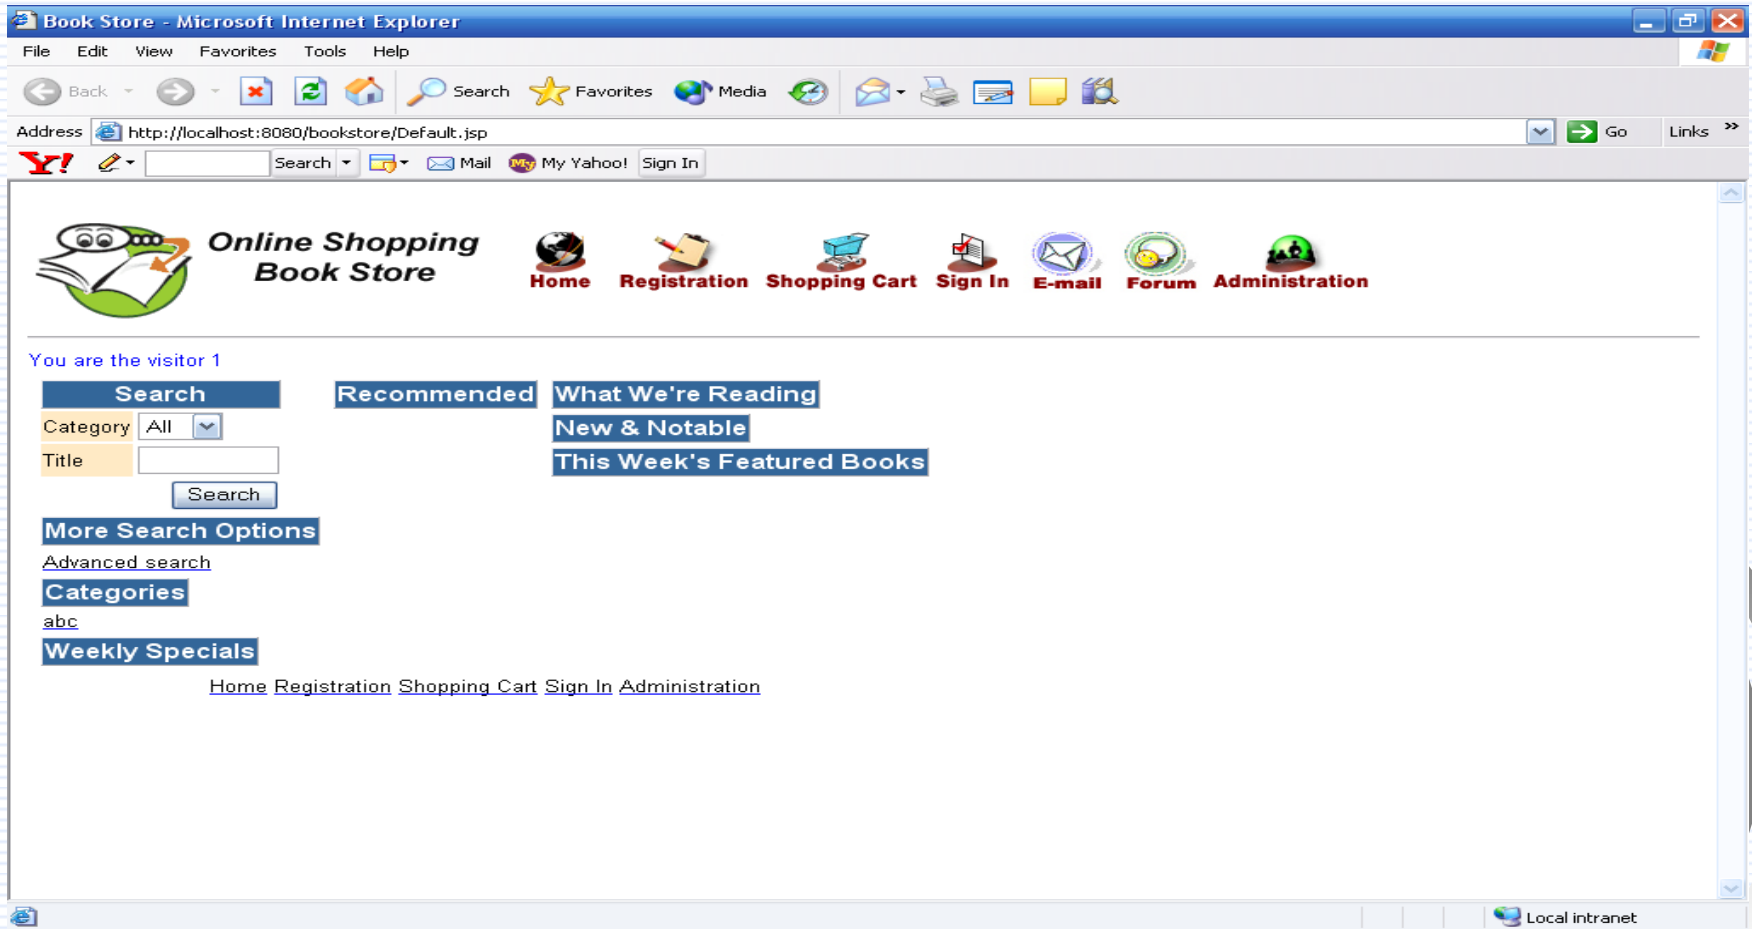 Book Store - Microsoft Internet Explorer
File Edit View Favorites Tools Help
Back Search Favorites Media
Address http://localhost:8080/bookstore/Default.jsp Go Links »
Y! Search Mail My My Yahoo! Sign In
Online Shopping
Book Store
Home Registration Shopping Cart Sign In E-mail Forum Administration
You are the visitor 1
Search Recommended What We're Reading
Category All New & Notable
Title This Week's Featured Books
Search
More Search Options
Advanced search
Categories
abc
Weekly Specials
Home Registration Shopping Cart Sign In Administration
Local intranet